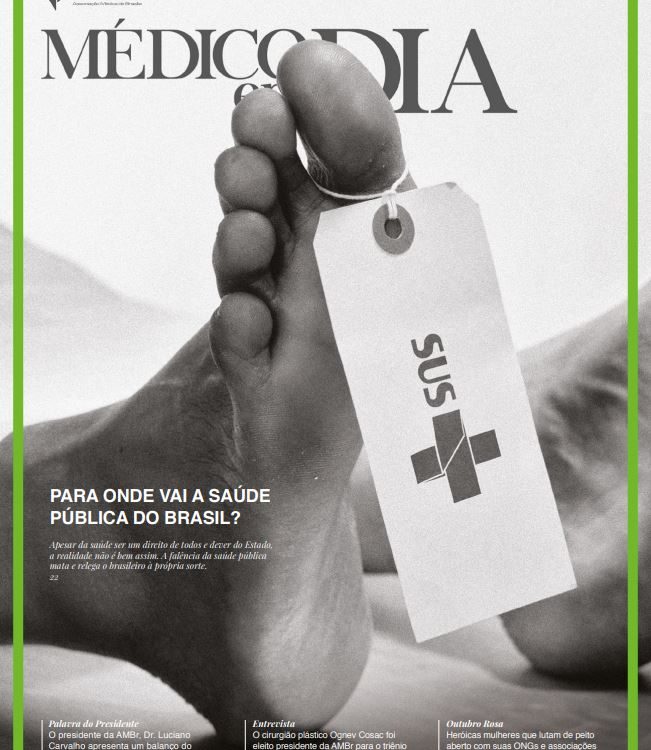 MÉDICO
em DIA
SUS
PARA ONDE VAI A SAÚDE
PÚBLICA DO BRASIL?
Apesar da saúde ser um direito de todos e dever do Estado,
a realidade não é bem assim. A falência da saúde pública
mata e relega o brasileiro à própria sorte.
22
Palavra do Presidente
O presidente da AMBr, Dr. Luciano
Carvalho apresenta um balanço do
Entrevista
O cirurgião plástico Ognev Cosac foi
eleito presidente da AMBr para o triênio
Outubro Rosa
Heróicas mulheres que lutam de peito
aberto com suas ONGs e associações